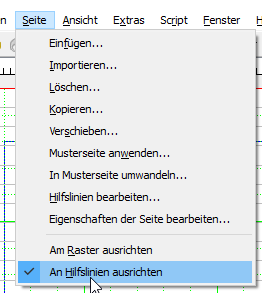 n Seite Ansicht Extras Script Fenster H
Einfügen...
Importieren...
Löschen...
Kopieren...
Verschieben...
Musterseite anwenden...
In Musterseite umwandeln...
Hilfslinien bearbeiten...
Eigenschaften der Seite bearbeiten...
Am Raster ausrichten
An Hilfslinien ausrichten